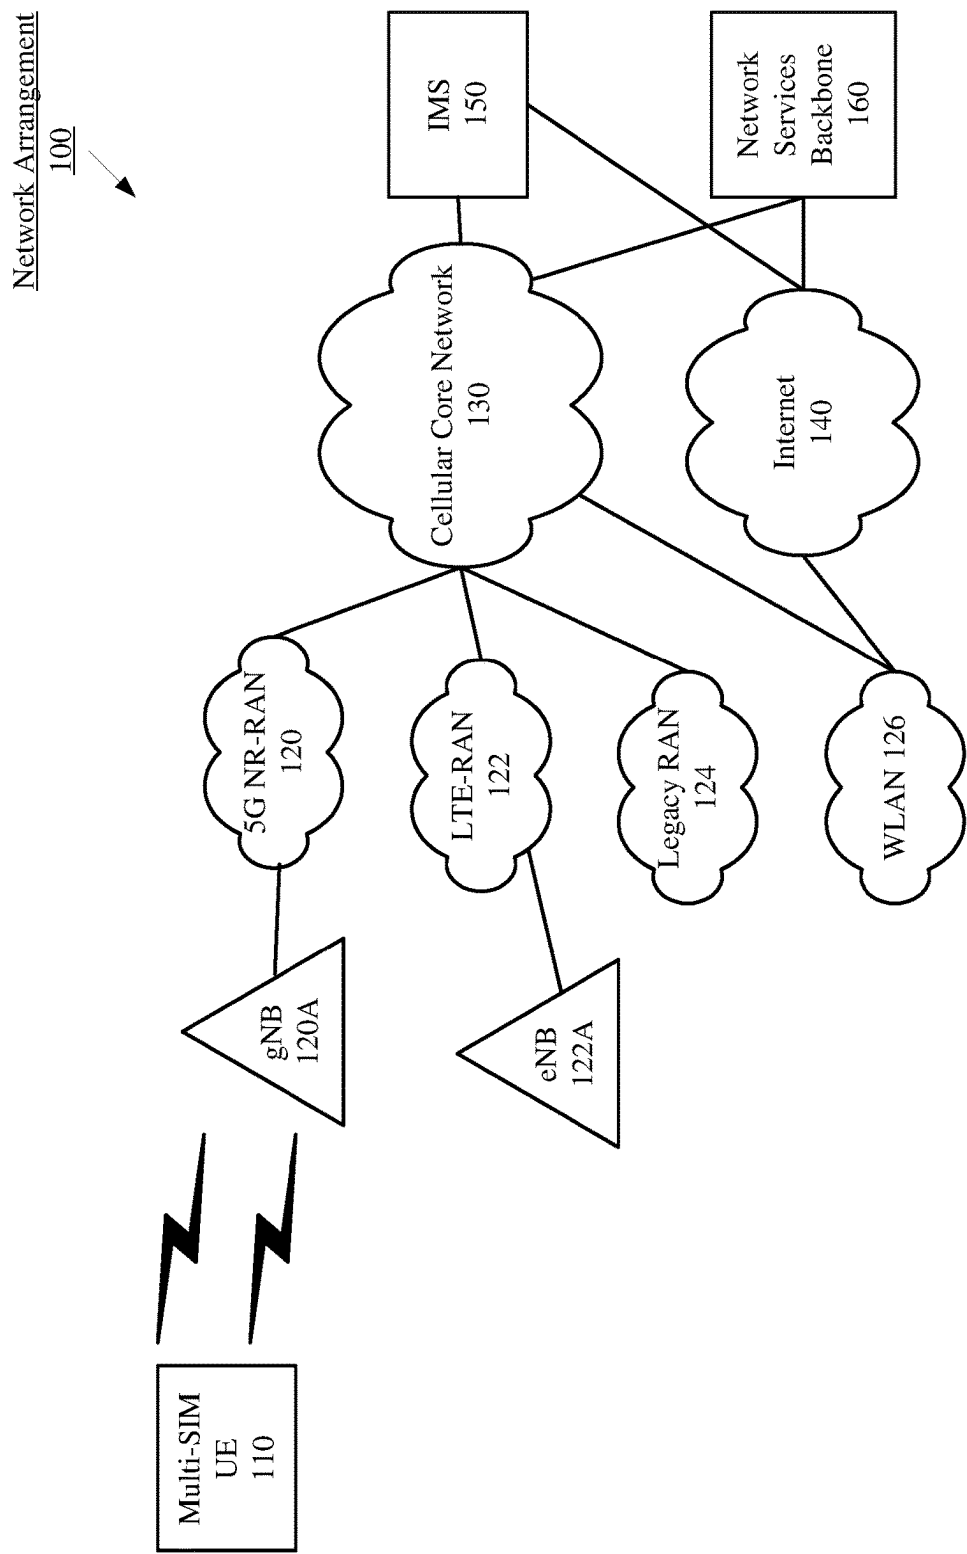 Network Arrangement
100
Multi-SIM
UE
110
gNB
120A
eNB
122A
5G NR-RAN
120
LTE-RAN
122
Legacy RAN
124
WLAN 126
Cellular Core Network
130
Internet
140
IMS
150
Network
Services
Backbone
160